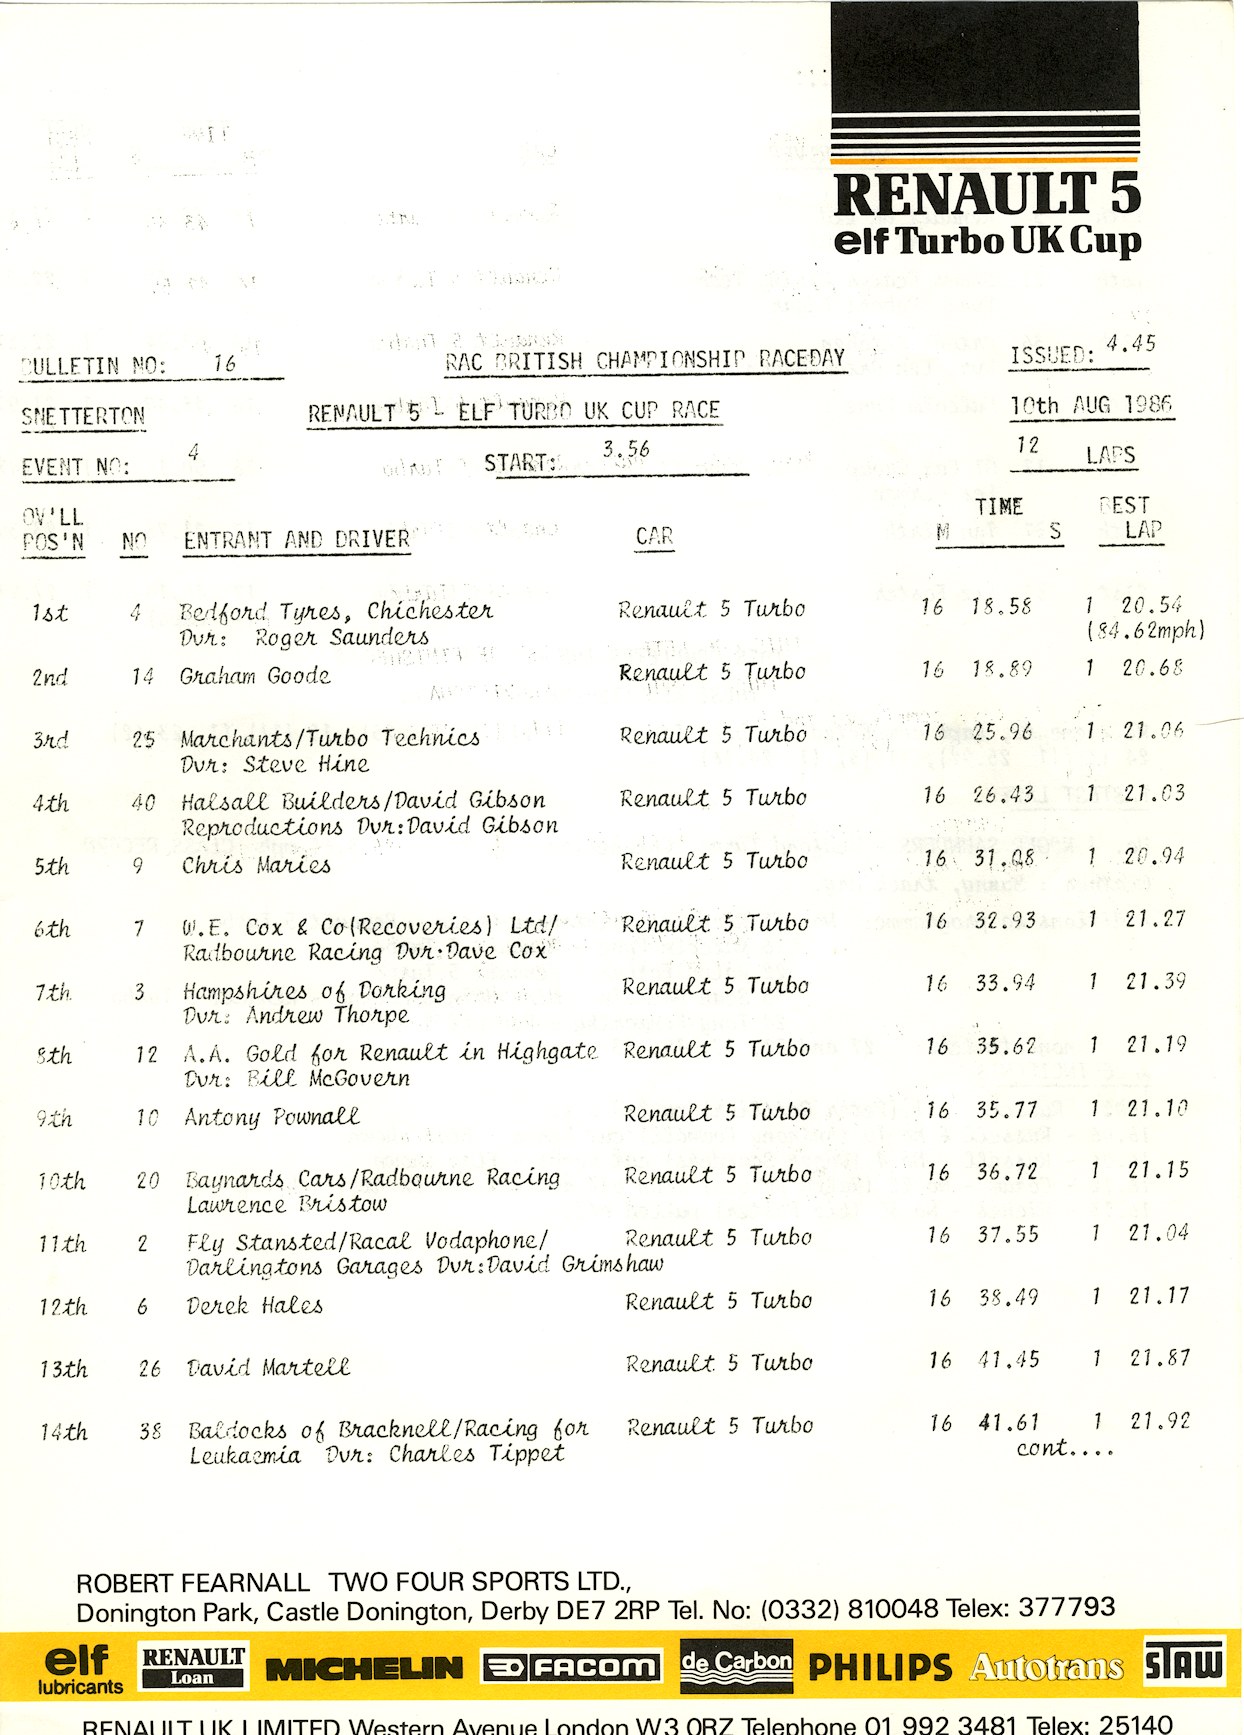 RENAULT 5
elf Turbo UK Cup
BULLETIN NO: 16 RAC BRITISH CHAMPIONSHIP RACEDAY ISSUED: 4.45
SNETTERTON RENAULT 5 - ELF TURBO UK CUP RACE 10th AUG 1986
EVENT NO: 4 START: 3.56 12 LAPS
OV'LL TIME BEST
POS'N NO ENTRANT AND DRIVER CAR M S LAP
1st 4 Bedford Tyres, Chichester Renault 5 Turbo 16 18.58 1 20.54
Dvr: Roger Saunders (84.62mph)
2nd 14 Graham Goode Renault 5 Turbo 16 18.89 1 20.68
3rd 25 Marchants/Turbo Technics Renault 5 Turbo 16 25.96 1 21.06
Dvr: Steve Hine
4th 40 Halsall Builders/David Gibson Renault 5 Turbo 16 26.43 1 21.03
Reproductions Dvr:David Gibson
5th 9 Chris Maries Renault 5 Turbo 16 31.08 1 20.94
6th 7 W.E. Cox & Co(Recoveries) Ltd/ Renault 5 Turbo 16 32.93 1 21.27
Radbourne Racing Dvr:Dave Cox
7th 3 Hampshires of Dorking Renault 5 Turbo 16 33.94 1 21.39
Dvr: Andrew Thorpe
8th 12 A.A. Gold for Renault in Highgate Renault 5 Turbo 16 35.62 1 21.19
Dvr: Bill McGovern
9th 10 Antony Pownall Renault 5 Turbo 16 35.77 1 21.10
10th 20 Baynards Cars/Radbourne Racing Renault 5 Turbo 16 36.72 1 21.15
Lawrence Bristow
11th 2 Fly Stansted/Racal Vodaphone/ Renault 5 Turbo 16 37.55 1 21.04
Darlingtons Garages Dvr:David Grimshaw
12th 6 Derek Hales Renault 5 Turbo 16 38.49 1 21.17
13th 26 David Martell Renault 5 Turbo 16 41.45 1 21.87
14th 38 Baldocks of Bracknell/Racing for Renault 5 Turbo 16 41.61 1 21.92
Leukaemia Dvr: Charles Tippet cont....
ROBERT FEARNALL TWO FOUR SPORTS LTD.,
Donington Park, Castle Donington, Derby DE7 2RP Tel. No: (0332) 810048 Telex: 377793
elf lubricants RENAULT Loan MICHELIN FACOM de Carbon PHILIPS Autotrans STAW
RENAULT UK LIMITED Western Avenue London W3 0RZ Telephone 01 992 3481 Telex: 25140